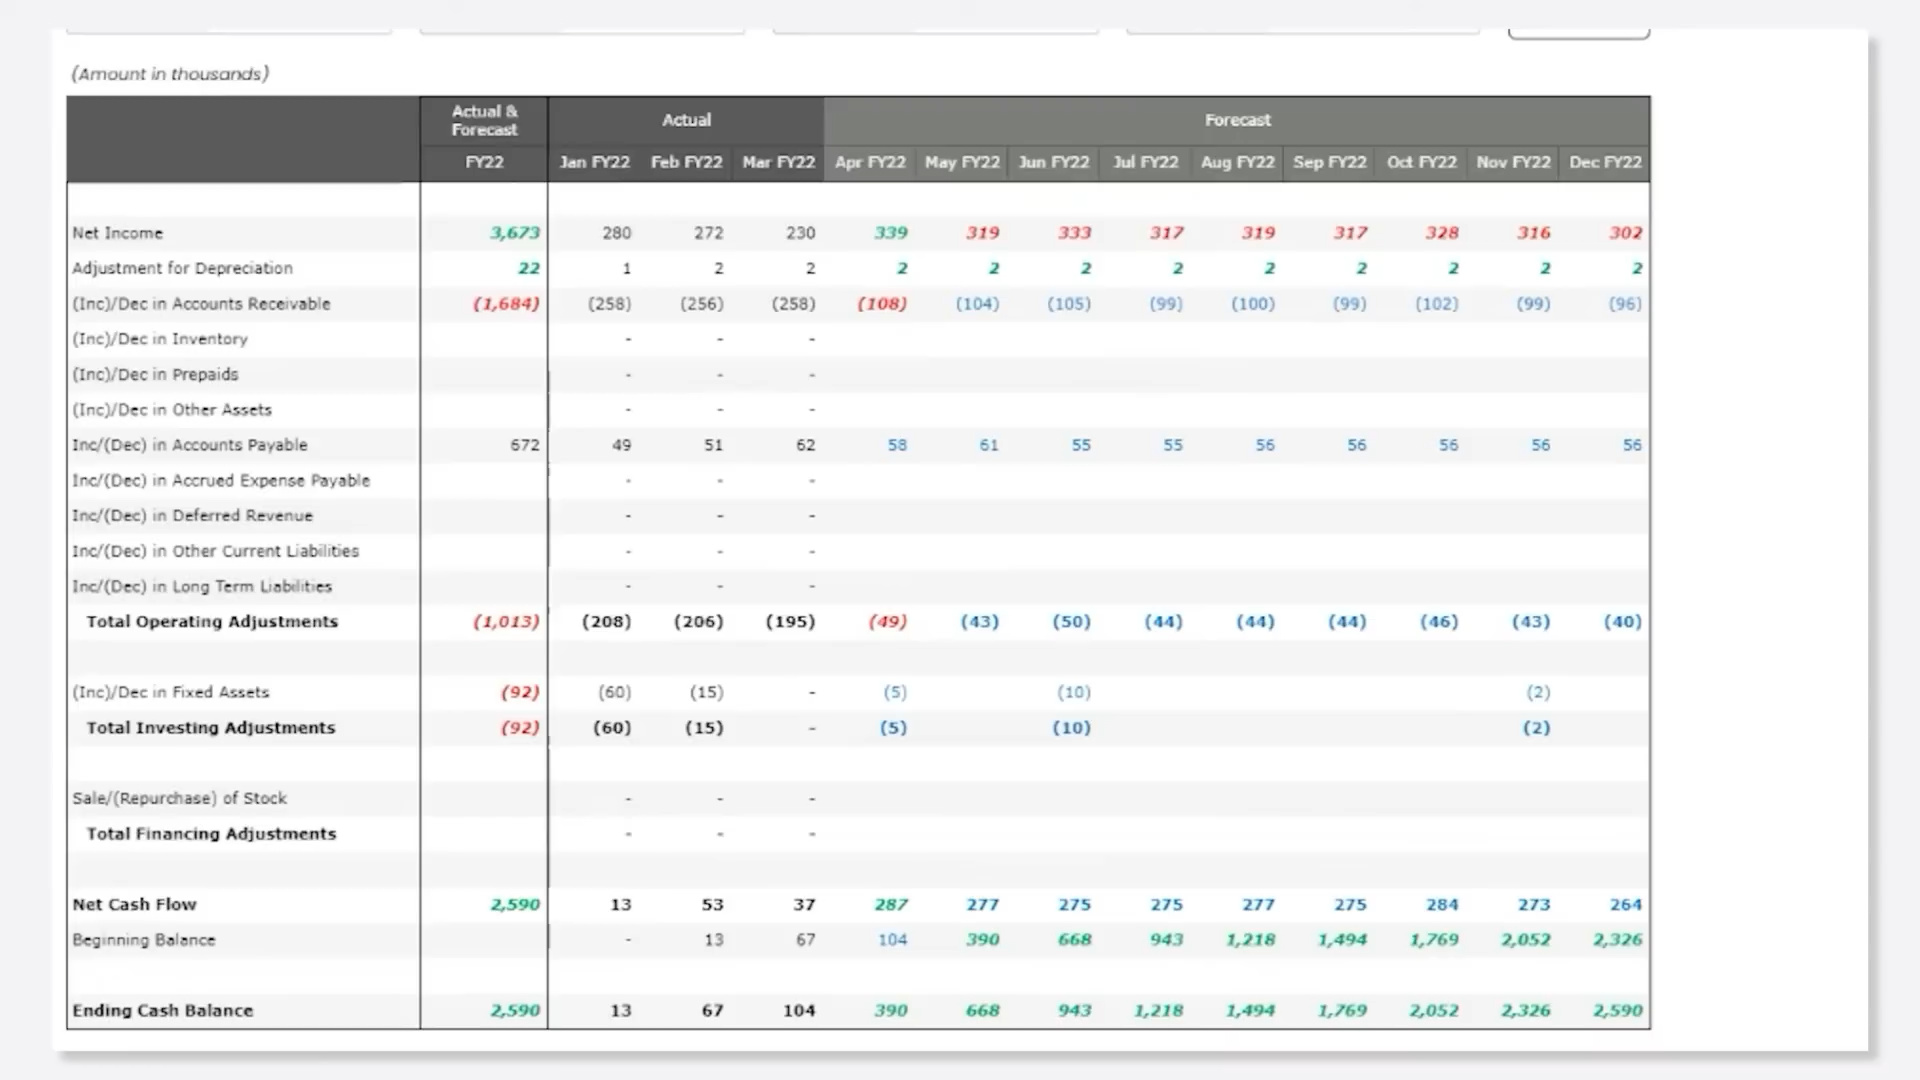 (Amount in thousands)
Actual & Forecast Actual Forecast
FY22 Jan FY22 Feb FY22 Mar FY22 Apr FY22 May FY22 Jun FY22 Jul FY22 Aug FY22 Sep FY22 Oct FY22 Nov FY22 Dec FY22
Net Income 3,673 280 272 230 339 319 333 317 319 317 328 316 302
Adjustment for Depreciation 22 1 2 2 2 2 2 2 2 2 2 2 2
(Inc)/Dec in Accounts Receivable (1,684) (258) (256) (258) (108) (104) (105) (99) (100) (99) (102) (99) (96)
(Inc)/Dec in Inventory - - -
(Inc)/Dec in Prepaids - - -
(Inc)/Dec in Other Assets - - -
Inc/(Dec) in Accounts Payable 672 49 51 62 58 61 55 55 56 56 56 56 56
Inc/(Dec) in Accrued Expense Payable - - -
Inc/(Dec) in Deferred Revenue - - -
Inc/(Dec) in Other Current Liabilities - - -
Inc/(Dec) in Long Term Liabilities - - -
Total Operating Adjustments (1,013) (208) (206) (195) (49) (43) (50) (44) (44) (44) (46) (43) (40)
(Inc)/Dec in Fixed Assets (92) (60) (15) - (5) (10) (2)
Total Investing Adjustments (92) (60) (15) - (5) (10) (2)
Sale/(Repurchase) of Stock - - -
Total Financing Adjustments - - -
Net Cash Flow 2,590 13 53 37 287 277 275 275 277 275 284 273 264
Beginning Balance - 13 67 104 390 668 943 1,218 1,494 1,769 2,052 2,326
Ending Cash Balance 2,590 13 67 104 390 668 943 1,218 1,494 1,769 2,052 2,326 2,590